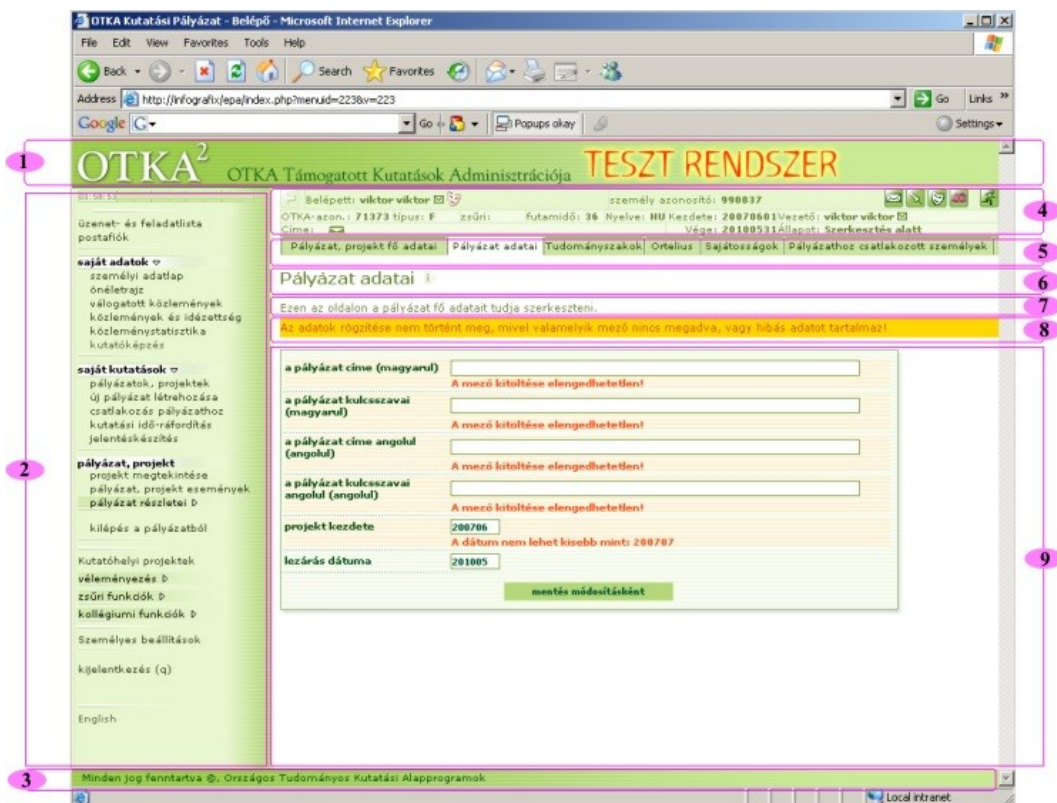 OTKA Kutatási Pályázat - Belépő - Microsoft Internet Explorer
File Edit View Favorites Tools Help
Back Search Favorites
Address http://infografix/epa/index.php?menuid=223&v=223 Go Links »
Google G Go Popups okay Settings
1
OTKA² OTKA Támogatott Kutatások Adminisztrációja TESZT RENDSZER
01:58:53
Belépett: viktor viktor személy azonosító: 990037
OTKA-azon.: 71373 típus: F zsűri: futamidő: 36 Nyelve: HU Kezdete: 20070601 Vezető: viktor viktor
Címe: Vége: 20100531 Állapot: Szerkesztés alatt
4
Pályázat, projekt fő adatai Pályázat adatai Tudományszakok Ortelius Sajátosságok Pályázathoz csatlakozott személyek
5
Pályázat adatai
6
Ezen az oldalon a pályázat fő adatait tudja szerkeszteni.
7
Az adatok rögzítése nem történt meg, mivel valamelyik mező nincs megadva, vagy hibás adatot tartalmaz!
8
üzenet- és feladatlista
postafiók
saját adatok
személyi adatlap
önéletrajz
válogatott közlemények
közlemények és idézettség
közleménystatisztika
kutatóképzés
saját kutatások
pályázatok, projektek
új pályázat létrehozása
csatlakozás pályázathoz
kutatási idő-ráfordítás
jelentéskészítés
2
pályázat, projekt
projekt megtekintése
pályázat, projekt események
pályázat részletei
kilépés a pályázatból
Kutatóhelyi projektek
véleményezés
zsűri funkciók
kollégiumi funkciók
Személyes beállítások
kijelentkezés (q)
English
a pályázat címe (magyarul)
A mező kitöltése elengedhetetlen!
a pályázat kulcsszavai
(magyarul)
A mező kitöltése elengedhetetlen!
a pályázat címe angolul
(angolul)
A mező kitöltése elengedhetetlen!
a pályázat kulcsszavai
angolul (angolul)
A mező kitöltése elengedhetetlen!
projekt kezdete 200706
A dátum nem lehet kisebb mint: 200707
lezárás dátuma 201005
9
mentés módosításként
3
Minden jog fenntartva ©, Országos Tudományos Kutatási Alapprogramok
Local intranet